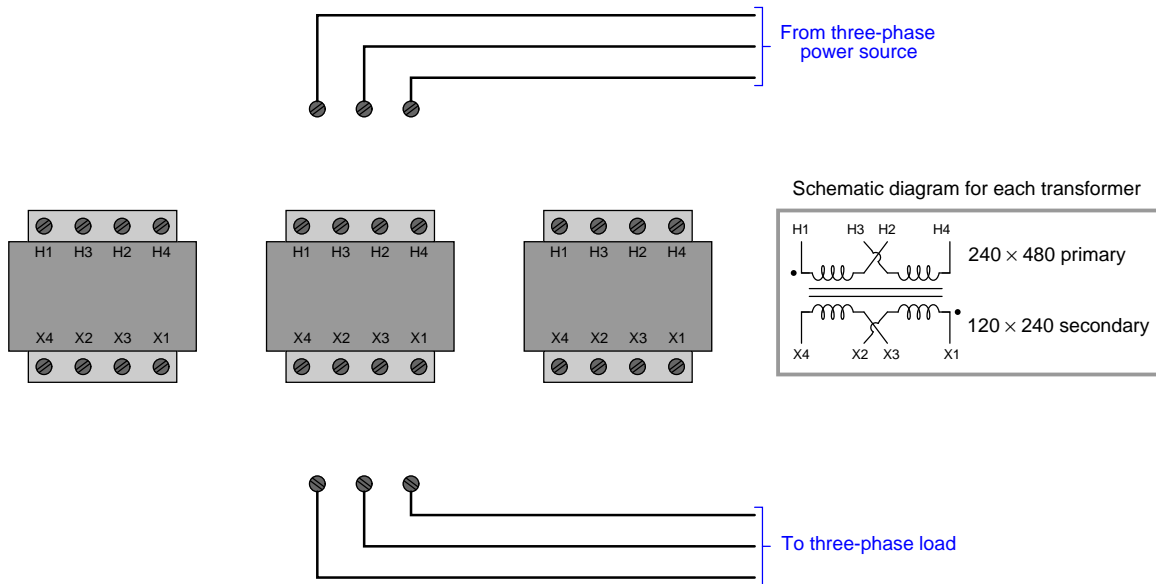 From three-phase
power source
Schematic diagram for each transformer
H1 H3 H2 H4
H1 H3 H2 H4
H1 H3 H2 H4
H1 H3 H2 H4
240 × 480 primary
X4 X2 X3 X1
X4 X2 X3 X1
X4 X2 X3 X1
120 × 240 secondary
X4 X2 X3 X1
To three-phase load